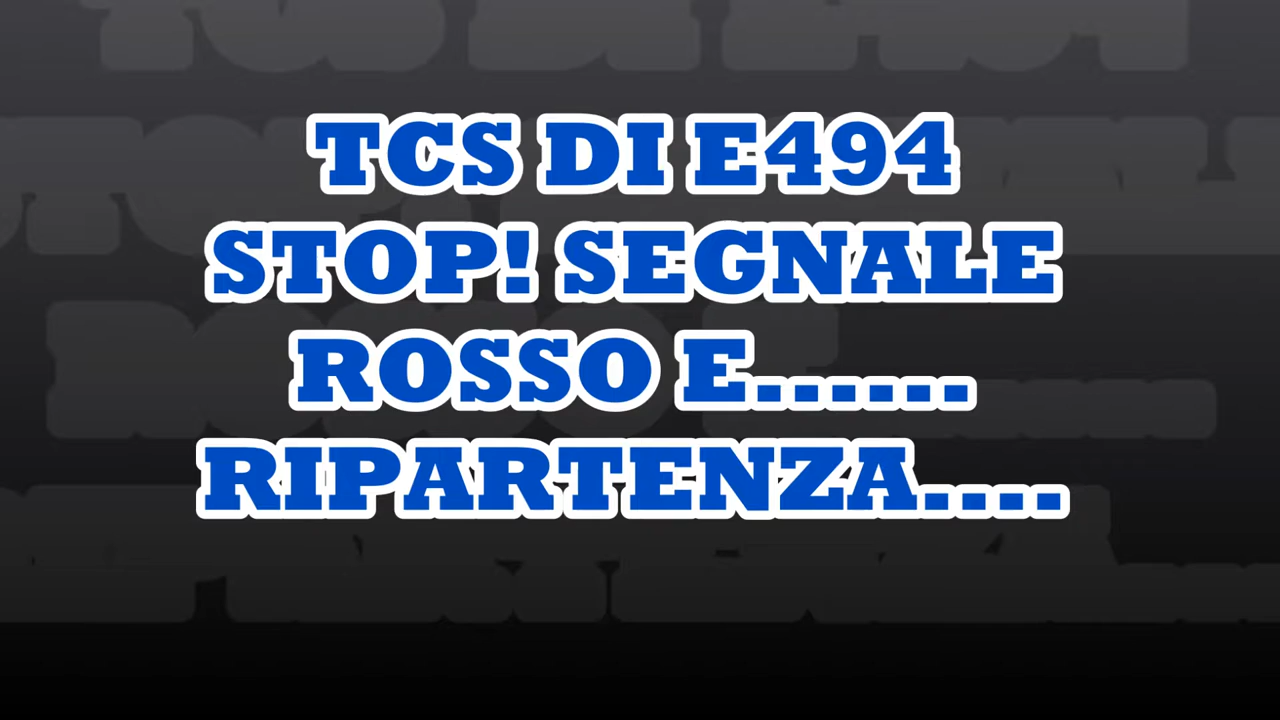 TCS DI E494
STOP! SEGNALE
ROSSO E......
RIPARTENZA....